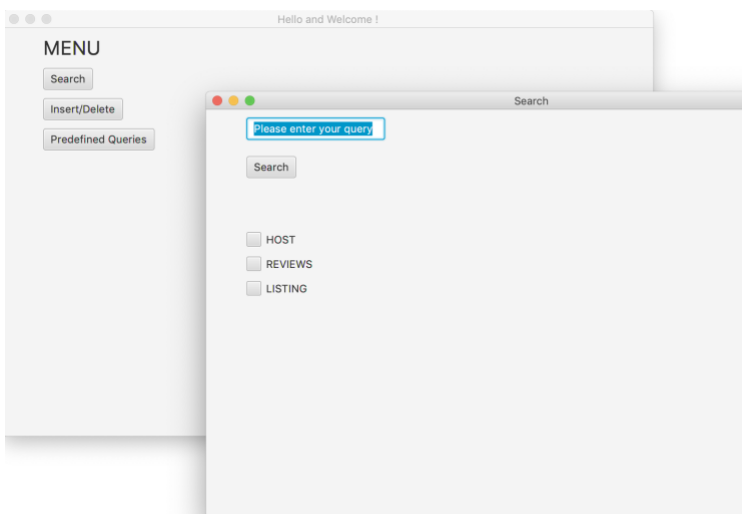 Hello and Welcome !
MENU
Search
Insert/Delete
Predefined Queries
Search
Please enter your query
Search
HOST
REVIEWS
LISTING